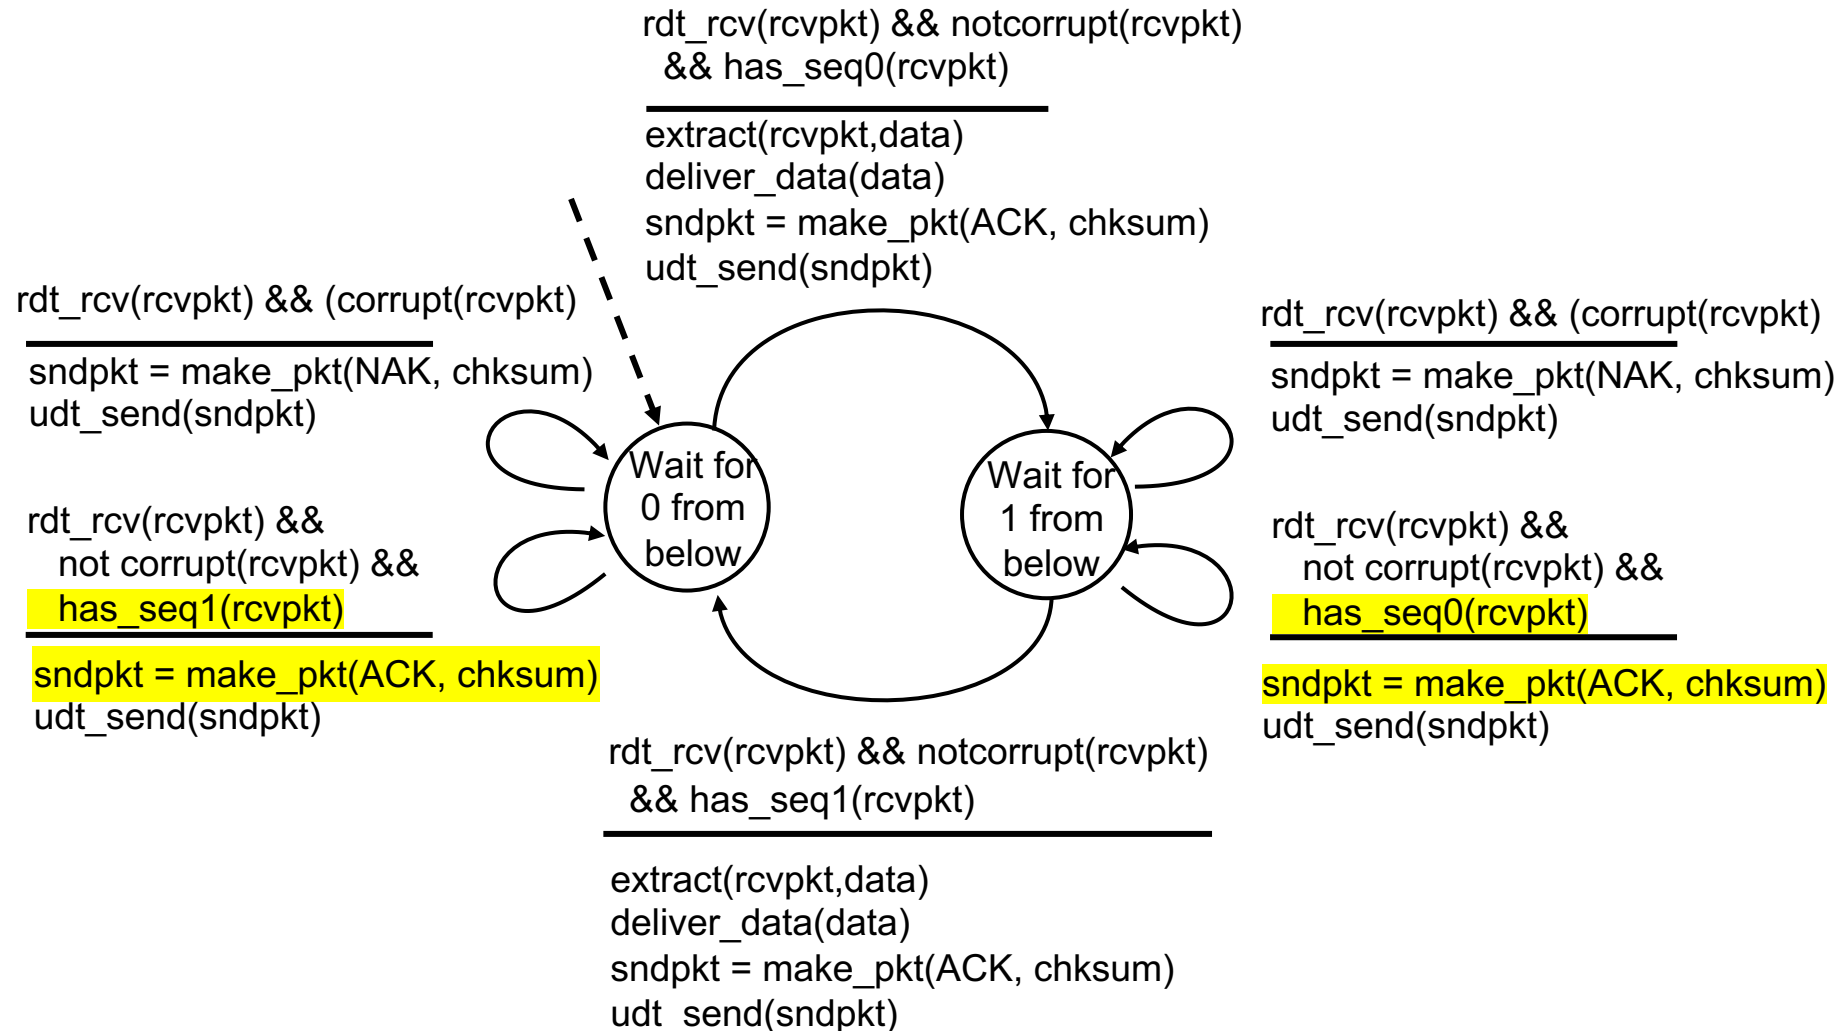 rdt_rcv(rcvpkt) && notcorrupt(rcvpkt)
&& has_seq0(rcvpkt)
extract(rcvpkt,data)
deliver_data(data)
sndpkt = make_pkt(ACK, chksum)
udt_send(sndpkt)
rdt_rcv(rcvpkt) && (corrupt(rcvpkt)
sndpkt = make_pkt(NAK, chksum)
udt_send(sndpkt)
rdt_rcv(rcvpkt) &&
not corrupt(rcvpkt) &&
has_seq1(rcvpkt)
sndpkt = make_pkt(ACK, chksum)
udt_send(sndpkt)
Wait for
0 from
below
Wait for
1 from
below
rdt_rcv(rcvpkt) && (corrupt(rcvpkt)
sndpkt = make_pkt(NAK, chksum)
udt_send(sndpkt)
rdt_rcv(rcvpkt) &&
not corrupt(rcvpkt) &&
has_seq0(rcvpkt)
sndpkt = make_pkt(ACK, chksum)
udt_send(sndpkt)
rdt_rcv(rcvpkt) && notcorrupt(rcvpkt)
&& has_seq1(rcvpkt)
extract(rcvpkt,data)
deliver_data(data)
sndpkt = make_pkt(ACK, chksum)
udt_send(sndpkt)